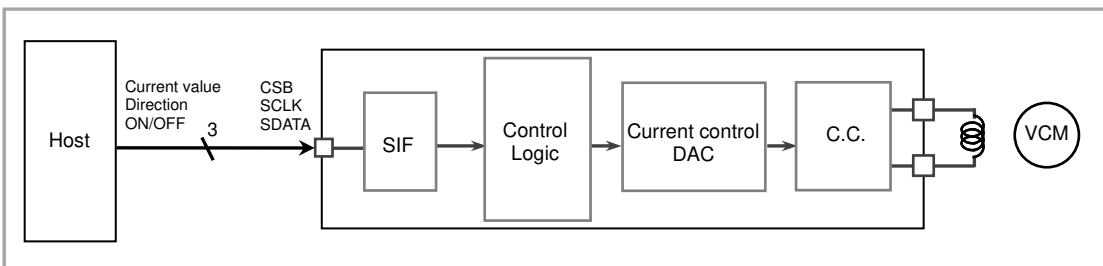 Host
Current value
Direction
ON/OFF
3
CSB
SCLK
SDATA
SIF
Control
Logic
Current control
DAC
C.C.
VCM